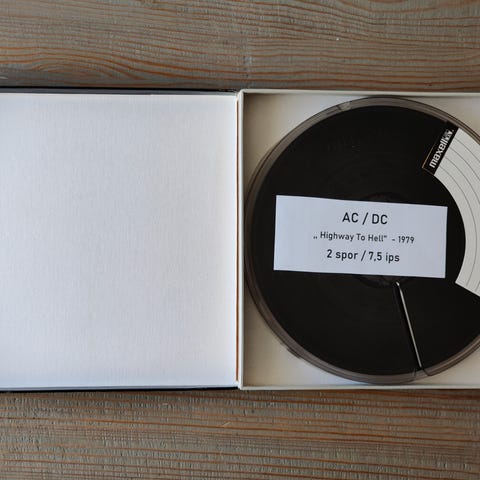 maxell
AC / DC
„ Highway To Hell" - 1979
2 spor / 7,5 ips